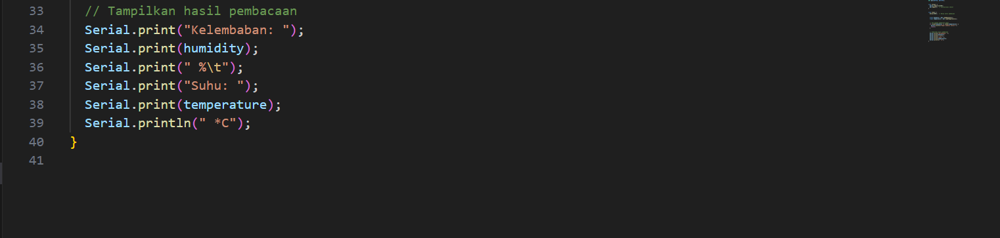 33 // Tampilkan hasil pembacaan
34 Serial.print("Kelembaban: ");
35 Serial.print(humidity);
36 Serial.print(" %\t");
37 Serial.print("Suhu: ");
38 Serial.print(temperature);
39 Serial.println(" *C");
40 }
41